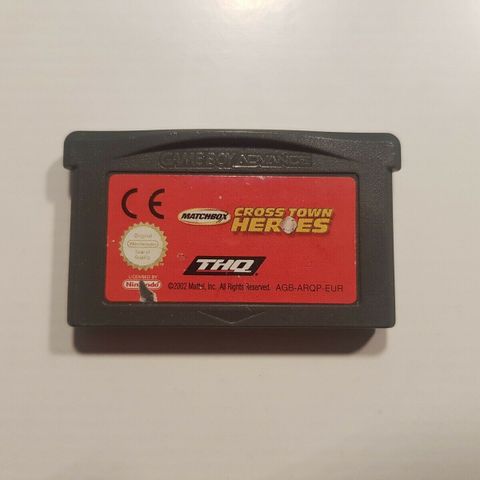 GAME BOY ADVANCE
CE
MATCHBOX
CROSS TOWN
HEROES
Original
Nintendo
Seal of
Quality
THQ
LICENSED BY
Nintendo
©2002 Mattel, Inc. All Rights Reserved. AGB-ARQP-EUR